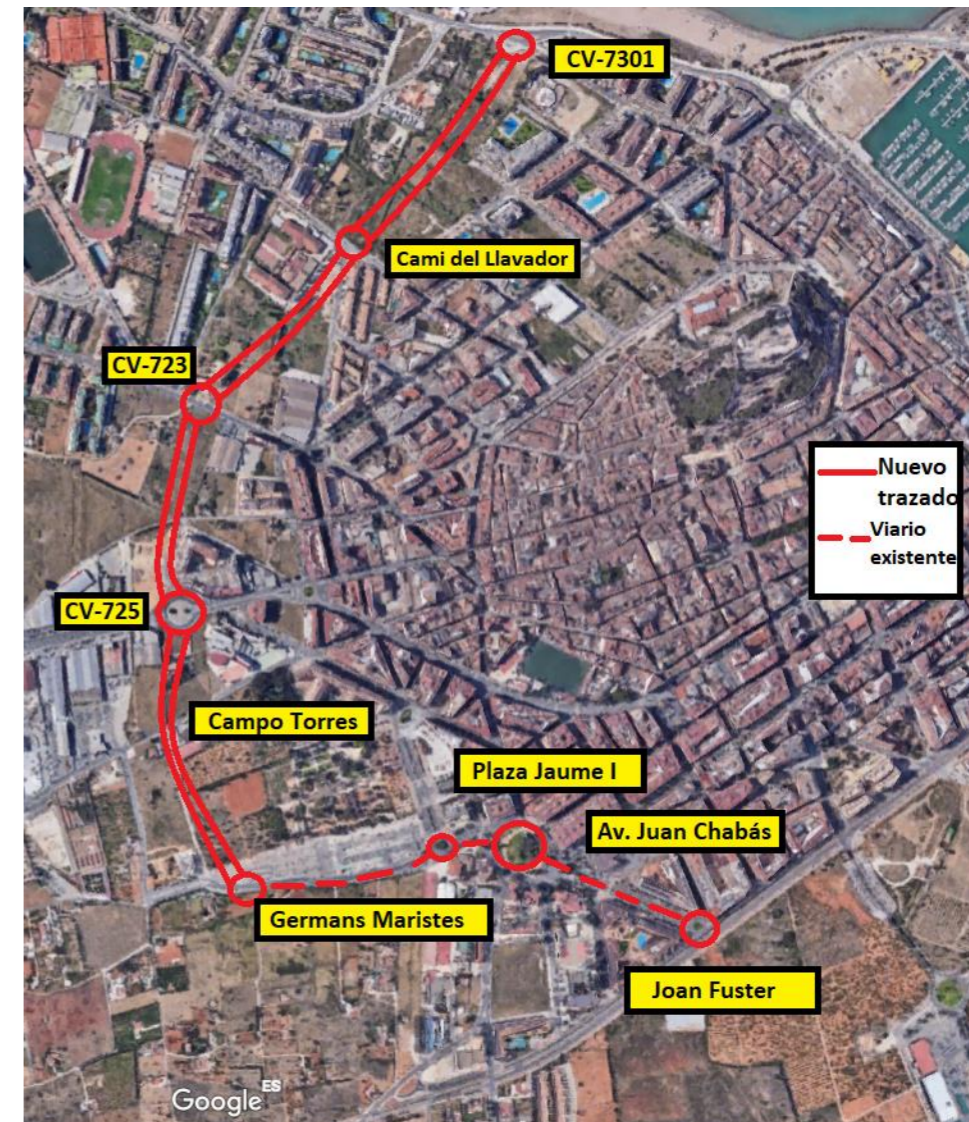 CV-7301
Cami del Llavador
CV-723
Nuevo
trazado
Viario
existente
CV-725
Campo Torres
Plaza Jaume I
Av. Juan Chabás
Germans Maristes
Joan Fuster
Google
ES